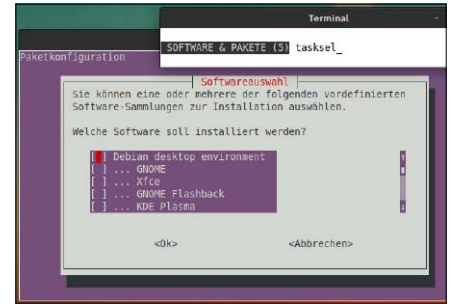 Terminal
SOFTWARE & PAKETE (5) tasksel_
Paketkonfiguration
Softwareauswahl
Sie können eine oder mehrere der folgenden vordefinierten
Software-Sammlungen zur Installation auswählen.
Welche Software soll installiert werden?
[ ] Debian desktop environment
[ ] ... GNOME
[ ] ... Xfce
[ ] ... GNOME Flashback
[ ] ... KDE Plasma
<Ok> <Abbrechen>